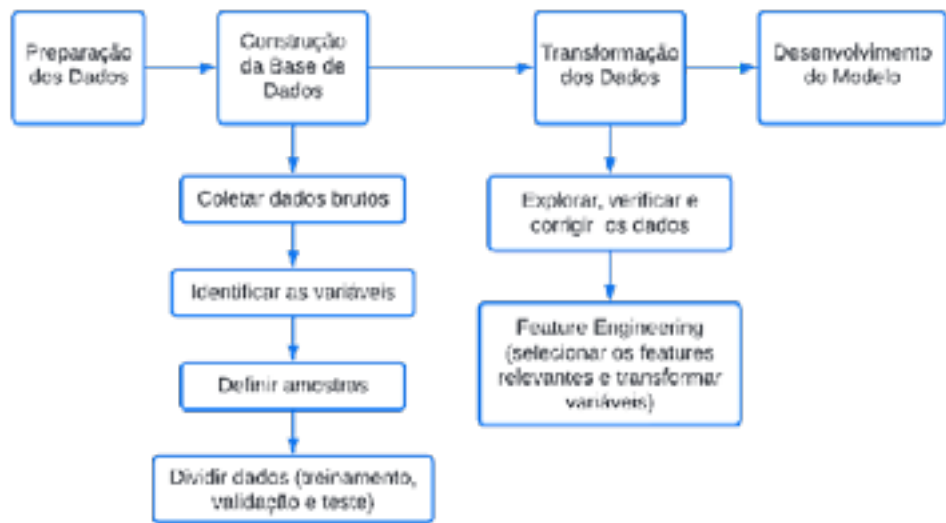 Preparação
dos Dados
Construção
da Base de
Dados
Transformação
dos Dados
Desenvolvimento
do Modelo
Coletar dados brutos
Identificar as variáveis
Definir amostras
Dividir dados (treinamento,
validação e teste)
Explorar, verificar e
corrigir os dados
Feature Engineering
(selecionar os features
relevantes e transformar
variáveis)